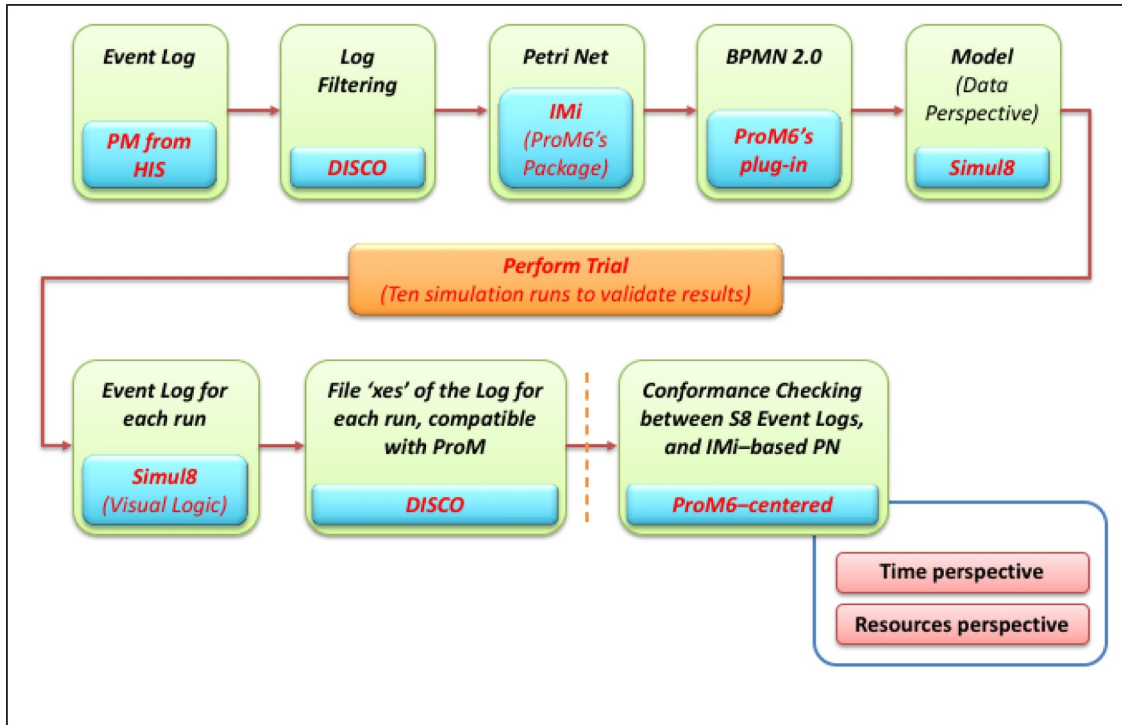 Event Log
PM from
HIS
Log
Filtering
DISCO
Petri Net
IMi
(ProM6's
Package)
BPMN 2.0
ProM6's
plug-in
Model
(Data
Perspective)
Simul8
Perform Trial
(Ten simulation runs to validate results)
Event Log for
each run
Simul8
(Visual Logic)
File ‘xes’ of the Log for
each run, compatible
with ProM
DISCO
Conformance Checking
between S8 Event Logs,
and IMi–based PN
ProM6–centered
Time perspective
Resources perspective